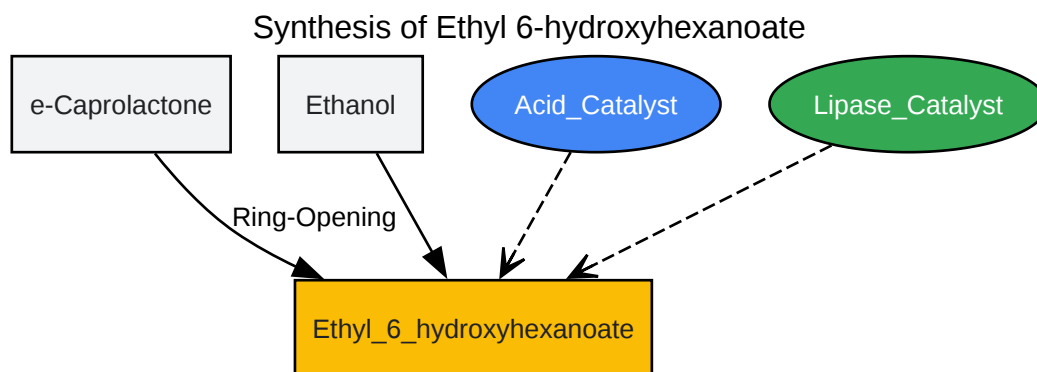 Synthesis of Ethyl 6-hydroxyhexanoate
e-Caprolactone
Ethanol
Acid_Catalyst
Lipase_Catalyst
Ring-Opening
Ethyl_6_hydroxyhexanoate